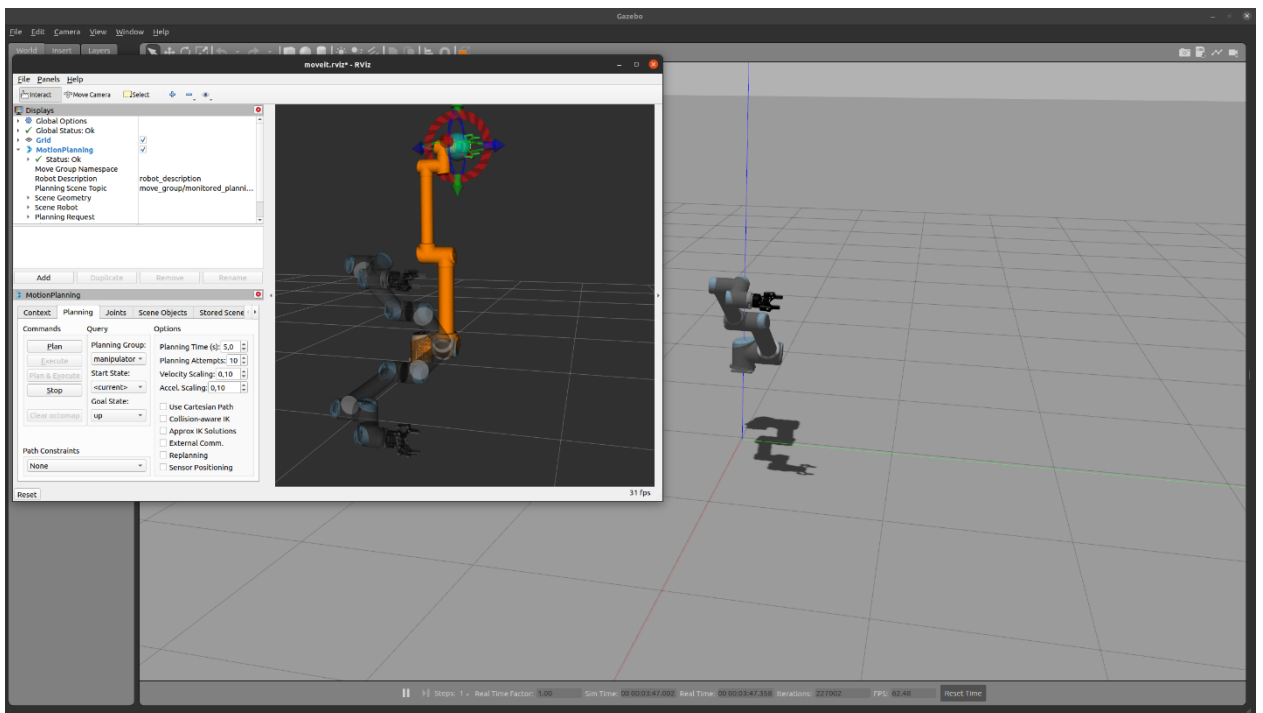 Gazebo
File Edit Camera View Window Help
World Insert Layers
moveit.rviz* - RViz
File Panels Help
Interact Move Camera Select
Displays
Global Options
Global Status: Ok
Grid
MotionPlanning
Status: Ok
Move Group Namespace
Robot Description robot_description
Planning Scene Topic move_group/monitored_planni...
Scene Geometry
Scene Robot
Planning Request
Add Duplicate Remove Rename
MotionPlanning
Context Planning Joints Scene Objects Stored Scene
Commands Query Options
Plan Planning Group: Planning Time (s): 5,0
Execute manipulator Planning Attempts: 10
Plan & Execute Start State: Velocity Scaling: 0,10
Stop <current> Accel. Scaling: 0,10
Goal State: Use Cartesian Path
Clear octomap up Collision-aware IK
Approx IK Solutions
External Comm.
Path Constraints Replanning
None Sensor Positioning
Reset 31 fps
Steps: 1 Real Time Factor: 1.00 Sim Time: 00 00:03:47.002 Real Time: 00 00:03:47.358 Iterations: 227002 FPS: 62.48 Reset Time